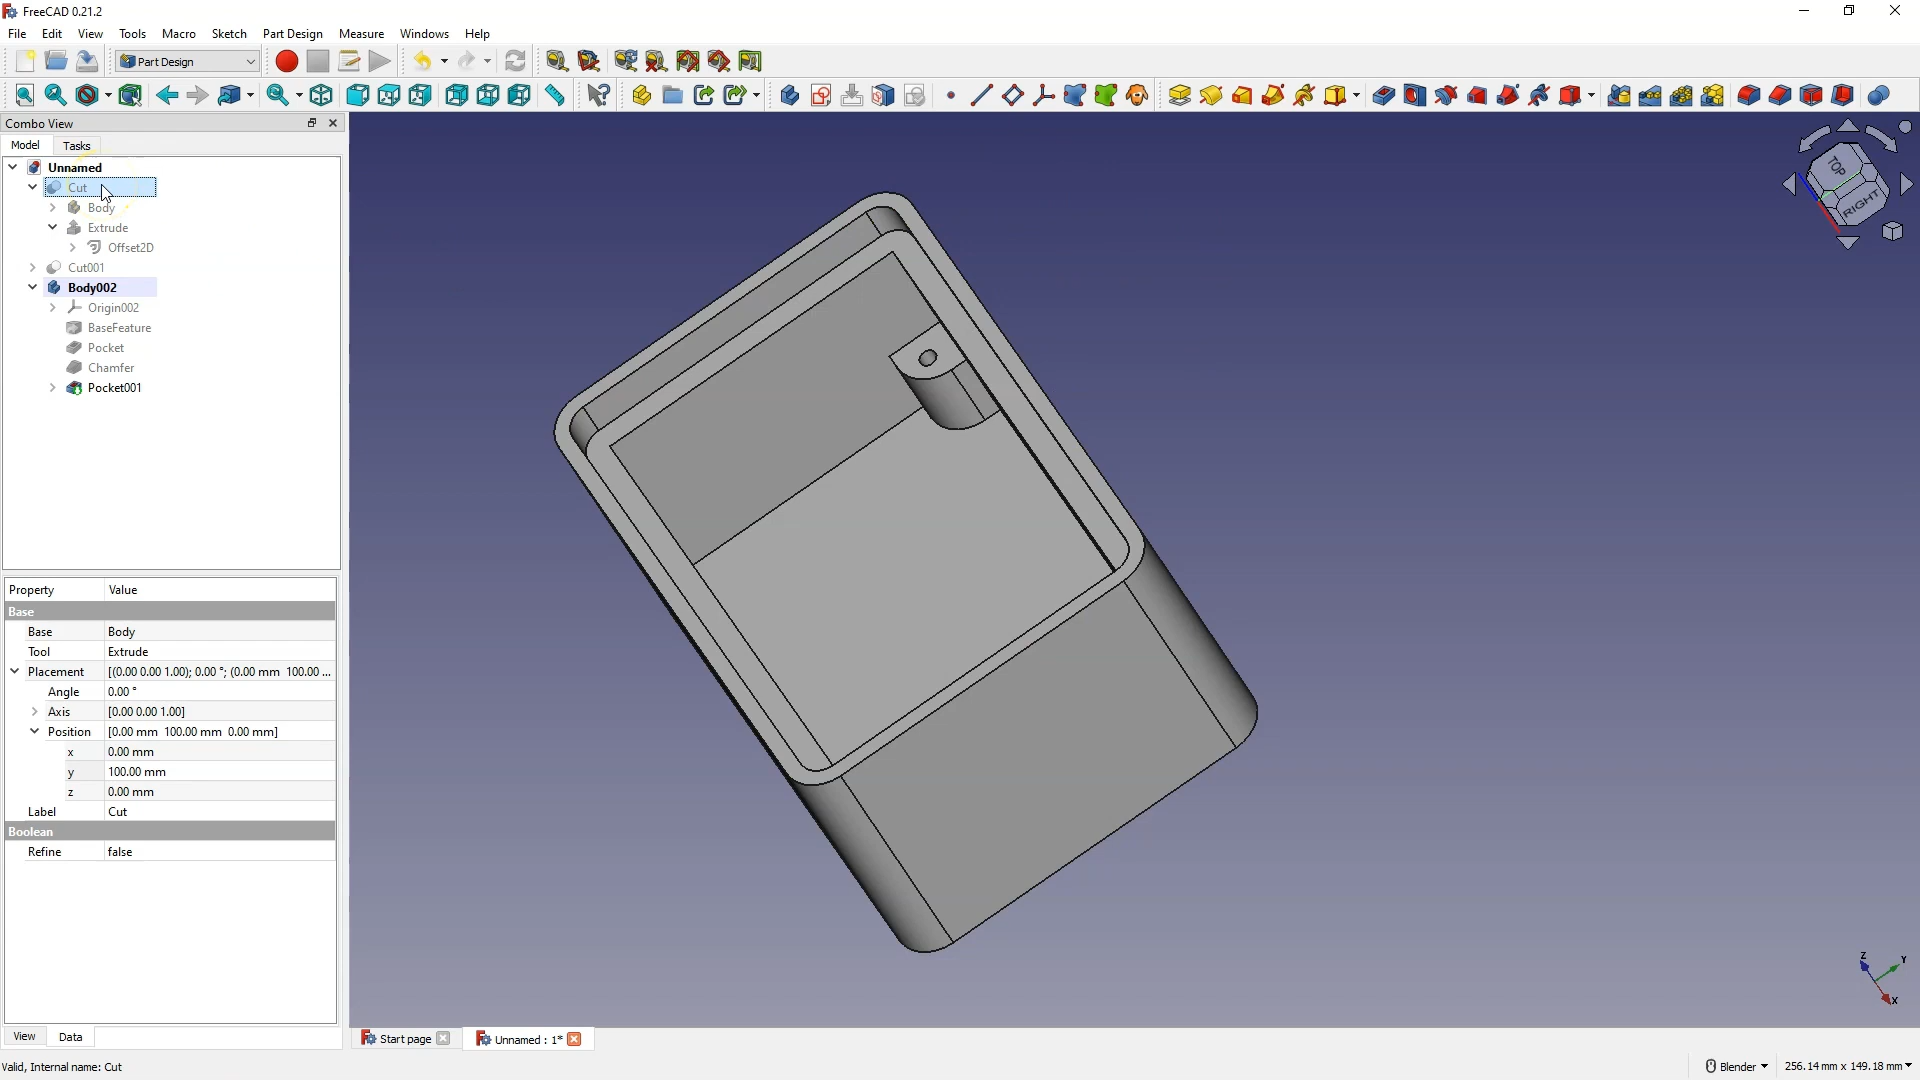 FreeCAD 0.21.2
File Edit View Tools Macro Sketch Part Design Measure Windows Help
Part Design
Combo View
Model Tasks
Unnamed
Cut
Body
Extrude
Offset2D
Cut001
Body002
Origin002
BaseFeature
Pocket
Chamfer
Pocket001
TOP
RIGHT
Property Value
Base
Base Body
Tool Extrude
Placement [(0.00 0.00 1.00); 0.00 °; (0.00 mm 100.00 ...
Angle 0.00 °
Axis [0.00 0.00 1.00]
Position [0.00 mm 100.00 mm 0.00 mm]
x 0.00 mm
y 100.00 mm
z 0.00 mm
Label Cut
Boolean
Refine false
Z Y
X
View Data
Start page Unnamed : 1*
Valid, Internal name: Cut
Blender 256.14 mm x 149.18 mm